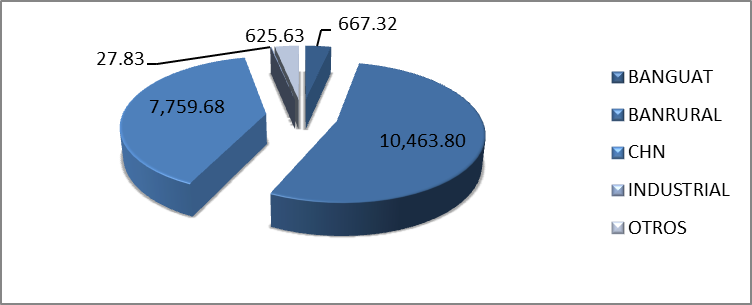 625.63
667.32
27.83
7,759.68
10,463.80
BANGUAT
BANRURAL
CHN
INDUSTRIAL
OTROS